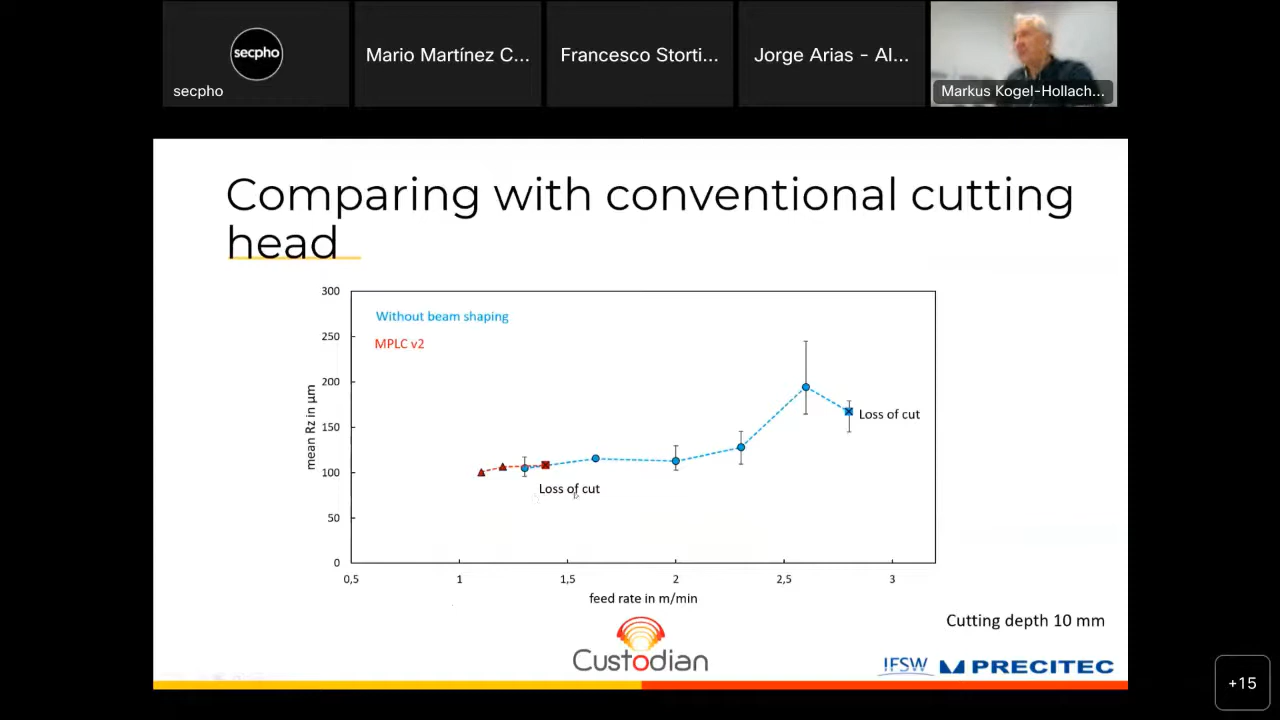 secpho
secpho
Mario Martínez C...
Francesco Storti...
Jorge Arias - Al...
Markus Kogel-Hollach...
Comparing with conventional cutting
head
300
250
200
150
100
50
0
mean Rz in µm
Without beam shaping
MPLC v2
Loss of cut
Loss of cut
0,5
1
1,5
2
2,5
3
feed rate in m/min
Cutting depth 10 mm
Custodian
IFSW
PRECITEC
+15